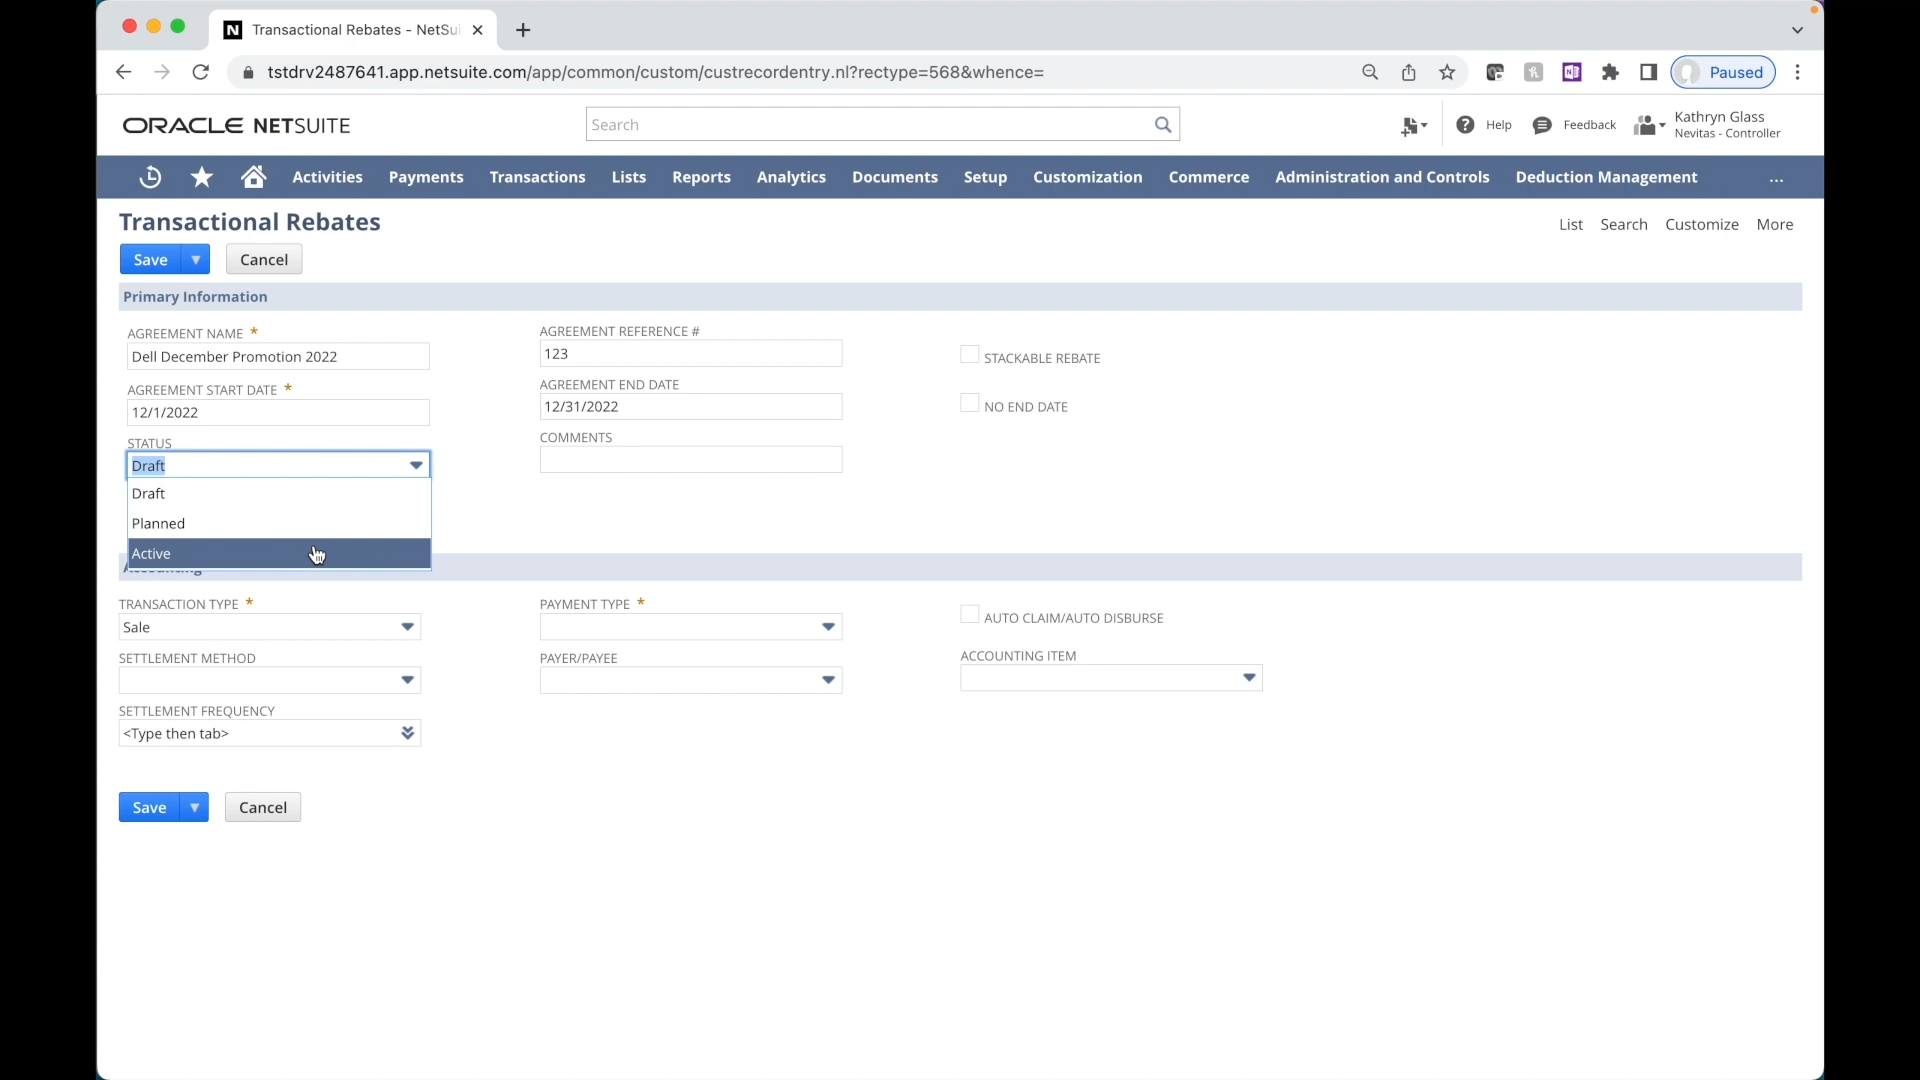 Transactional Rebates - NetSui
tstdrv2487641.app.netsuite.com/app/common/custom/custrecordentry.nl?rectype=568&whence=
Paused
ORACLE NETSUITE
Search
Help
Feedback
Kathryn Glass
Nevitas - Controller
Activities Payments Transactions Lists Reports Analytics Documents Setup Customization Commerce Administration and Controls Deduction Management ...
Transactional Rebates
List Search Customize More
Save Cancel
Primary Information
AGREEMENT NAME *
Dell December Promotion 2022
AGREEMENT START DATE *
12/1/2022
STATUS
Draft
Draft
Planned
Active
AGREEMENT REFERENCE #
123
AGREEMENT END DATE
12/31/2022
COMMENTS
STACKABLE REBATE
NO END DATE
TRANSACTION TYPE *
Sale
SETTLEMENT METHOD
SETTLEMENT FREQUENCY
<Type then tab>
PAYMENT TYPE *
PAYER/PAYEE
AUTO CLAIM/AUTO DISBURSE
ACCOUNTING ITEM
Save Cancel